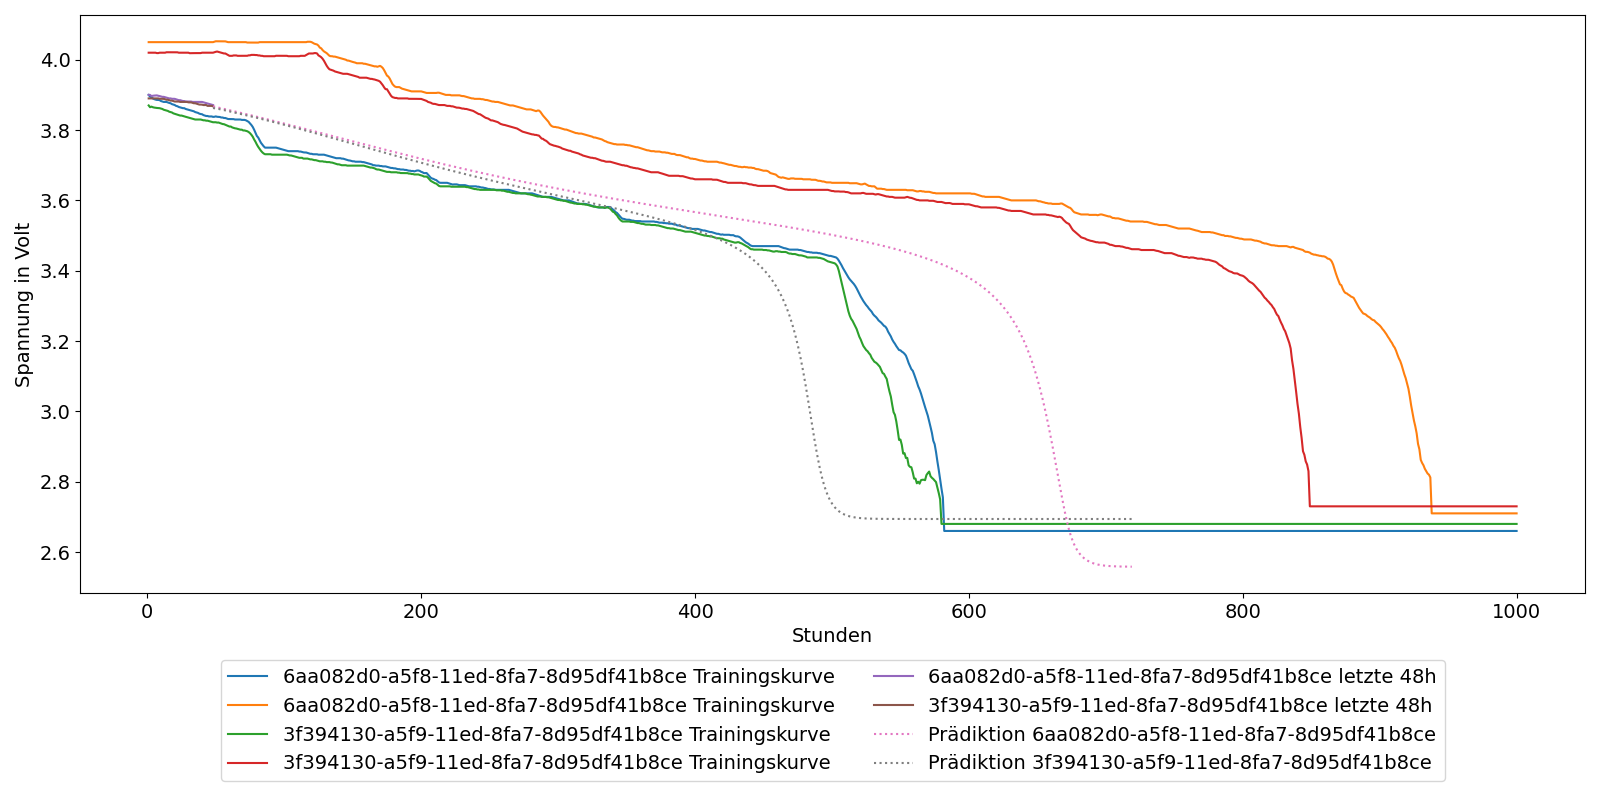 Spannung in Volt
4.0
3.8
3.6
3.4
3.2
3.0
2.8
2.6
0
200
400
600
800
1000
Stunden
6aa082d0-a5f8-11ed-8fa7-8d95df41b8ce Trainingskurve
6aa082d0-a5f8-11ed-8fa7-8d95df41b8ce Trainingskurve
3f394130-a5f9-11ed-8fa7-8d95df41b8ce Trainingskurve
3f394130-a5f9-11ed-8fa7-8d95df41b8ce Trainingskurve
6aa082d0-a5f8-11ed-8fa7-8d95df41b8ce letzte 48h
3f394130-a5f9-11ed-8fa7-8d95df41b8ce letzte 48h
Prädiktion 6aa082d0-a5f8-11ed-8fa7-8d95df41b8ce
Prädiktion 3f394130-a5f9-11ed-8fa7-8d95df41b8ce